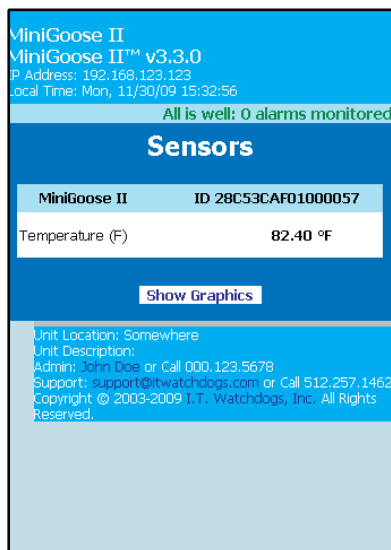 MiniGoose II
MiniGoose II™ v3.3.0
IP Address: 192.168.123.123
Local Time: Mon, 11/30/09 15:32:56
All is well: 0 alarms monitored
Sensors
MiniGoose II ID 28C53CAF01000057
Temperature (F) 82.40 °F
Show Graphics
Unit Location: Somewhere
Unit Description:
Admin: John Doe or Call 000.123.5678
Support: support@itwatchdogs.com or Call 512.257.1462
Copyright © 2003-2009 I.T. Watchdogs, Inc. All Rights
Reserved.